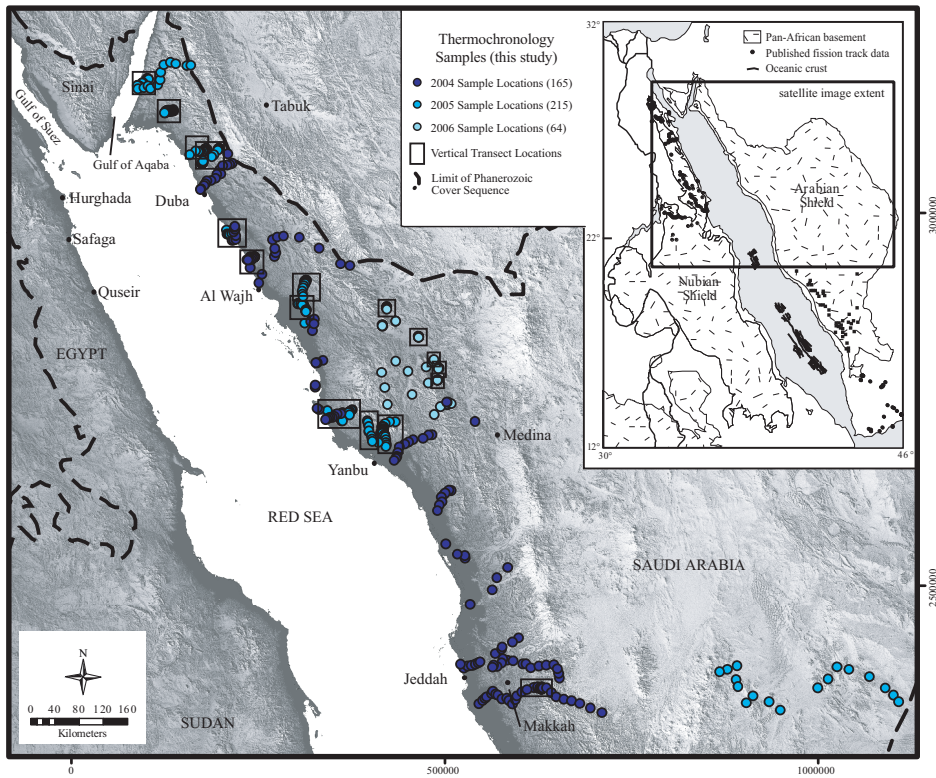 Thermochronology
Samples (this study)
2004 Sample Locations (165)
2005 Sample Locations (215)
2006 Sample Locations (64)
Vertical Transect Locations
Limit of Phanerozoic
Cover Sequence
32°
Pan-African basement
Published fission track data
Oceanic crust
satellite image extent
Arabian
Shield
22°
Nubian
Shield
12°
30°
46°
Sinai
Gulf of Suez
Tabuk
Gulf of Aqaba
Hurghada
Duba
Safaga
Quseir
Al Wajh
EGYPT
Medina
Yanbu
RED SEA
SAUDI ARABIA
Jeddah
Makkah
SUDAN
N
0 40 80 120 160
Kilometers
3000000
2500000
0
500000
1000000